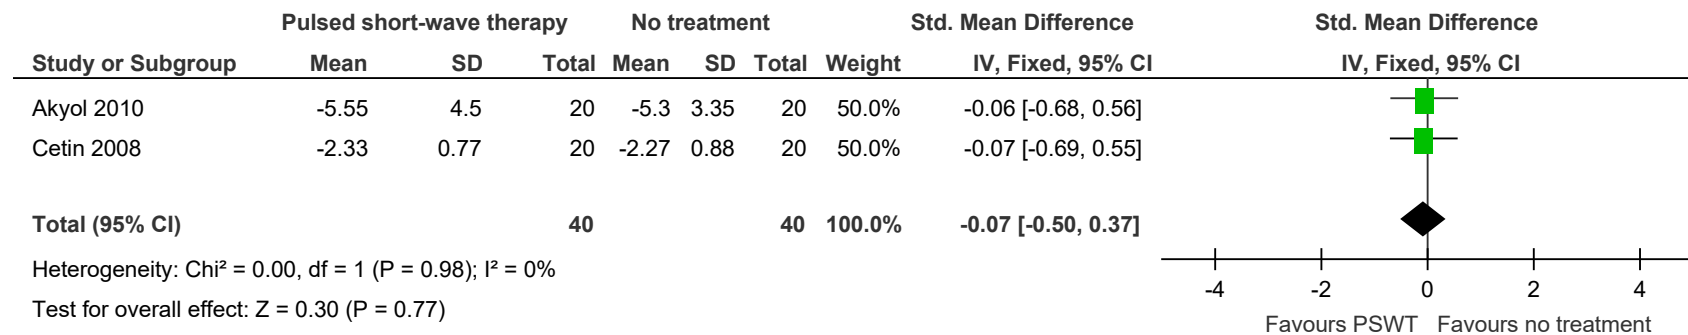 Pulsed short-wave therapy No treatment Std. Mean Difference Std. Mean Difference
Study or Subgroup Mean SD Total Mean SD Total Weight IV, Fixed, 95% CI IV, Fixed, 95% CI
Akyol 2010 -5.55 4.5 20 -5.3 3.35 20 50.0% -0.06 [-0.68, 0.56]
Cetin 2008 -2.33 0.77 20 -2.27 0.88 20 50.0% -0.07 [-0.69, 0.55]
Total (95% CI) 40 40 100.0% -0.07 [-0.50, 0.37]
Heterogeneity: Chi² = 0.00, df = 1 (P = 0.98); I² = 0%
Test for overall effect: Z = 0.30 (P = 0.77)
-4 -2 0 2 4
Favours PSWT Favours no treatment